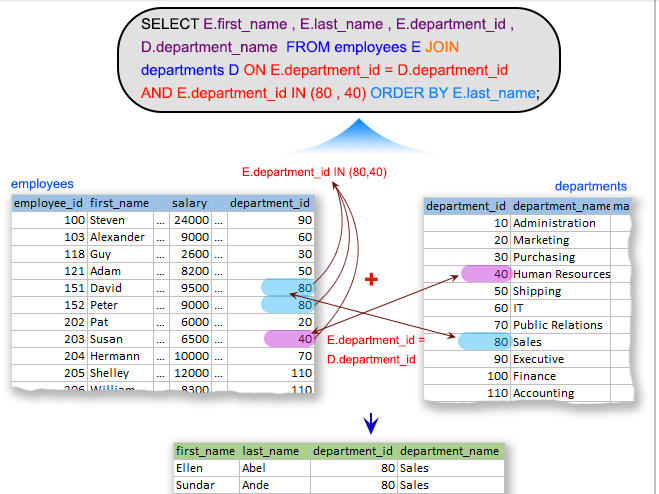 SELECT E.first_name , E.last_name , E.department_id ,
D.department_name FROM employees E JOIN
departments D ON E.department_id = D.department_id
AND E.department_id IN (80 , 40) ORDER BY E.last_name;
E.department_id IN (80,40)
employees
employee_id first_name salary department_id
100 Steven ... 24000 ... 90
103 Alexander ... 9000 ... 60
118 Guy ... 2600 ... 30
121 Adam ... 8200 ... 50
151 David ... 9500 ... 80
152 Peter ... 9000 ... 80
202 Pat ... 6000 ... 20
203 Susan ... 6500 ... 40
204 Hermann ... 10000 ... 70
205 Shelley ... 12000 ... 110
206 William ... 8300 ... 110
+
E.department_id =
D.department_id
departments
department_id department_name ma
10 Administration
20 Marketing
30 Purchasing
40 Human Resources
50 Shipping
60 IT
70 Public Relations
80 Sales
90 Executive
100 Finance
110 Accounting
first_name last_name department_id department_name
Ellen Abel 80 Sales
Sundar Ande 80 Sales